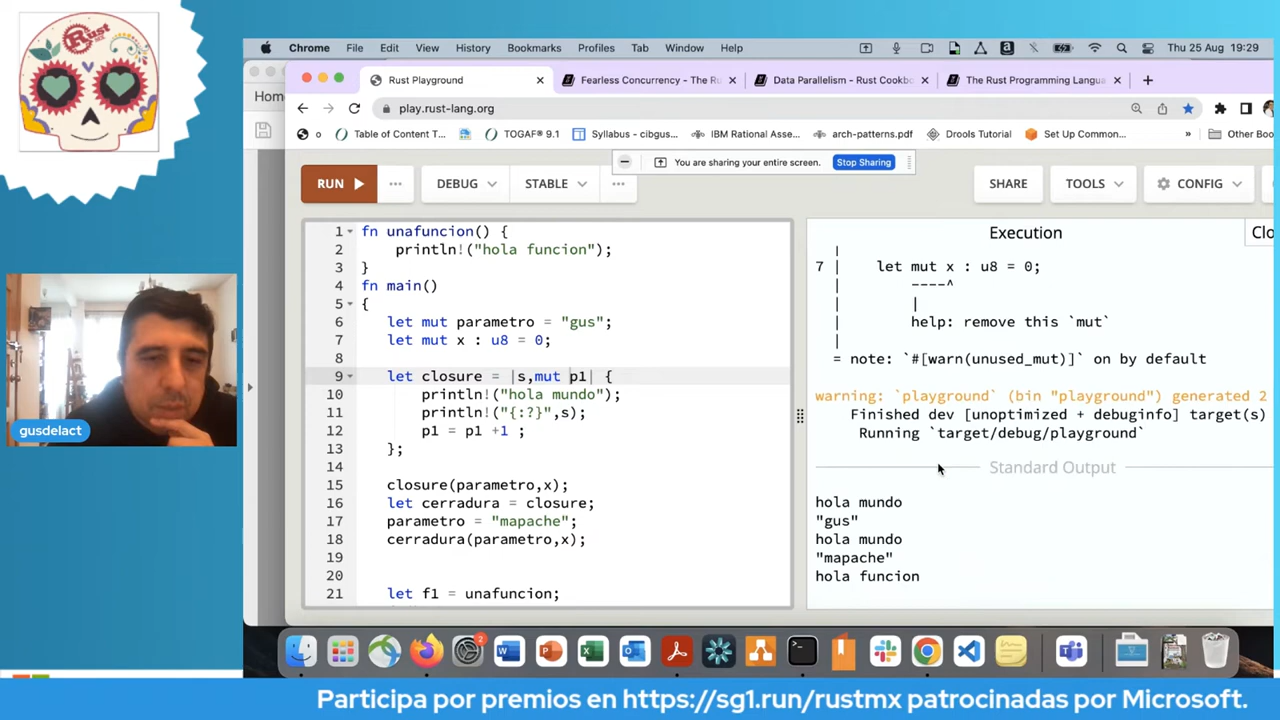 Rust
MX
Chrome File Edit View History Bookmarks Profiles Tab Window Help Thu 25 Aug 19:29
Rust Playground Fearless Concurrency - The Ru Data Parallelism - Rust Cookbo The Rust Programming Langua
Home
play.rust-lang.org
o Table of Content T... TOGAF® 9.1 Syllabus - cibgus... IBM Rational Asse... arch-patterns.pdf Drools Tutorial Set Up Common... » Other Boo
You are sharing your entire screen. Stop Sharing
RUN ··· DEBUG STABLE ··· SHARE TOOLS CONFIG
1 fn unafuncion() {
2 println!("hola funcion");
3 }
4 fn main()
5 {
6 let mut parametro = "gus";
7 let mut x : u8 = 0;
8
9 let closure = |s,mut p1| {
10 println!("hola mundo");
11 println!("{:?}",s);
12 p1 = p1 +1 ;
13 };
14
15 closure(parametro,x);
16 let cerradura = closure;
17 parametro = "mapache";
18 cerradura(parametro,x);
19
20
21 let f1 = unafuncion;
Execution Clo
|
7 | let mut x : u8 = 0;
| ----^
| |
| help: remove this `mut`
|
= note: `#[warn(unused_mut)]` on by default
warning: `playground` (bin "playground") generated 2
Finished dev [unoptimized + debuginfo] target(s)
Running `target/debug/playground`
Standard Output
hola mundo
"gus"
hola mundo
"mapache"
hola funcion
gusdelact
2
Participa por premios en https://sg1.run/rustmx patrocinadas por Microsoft.